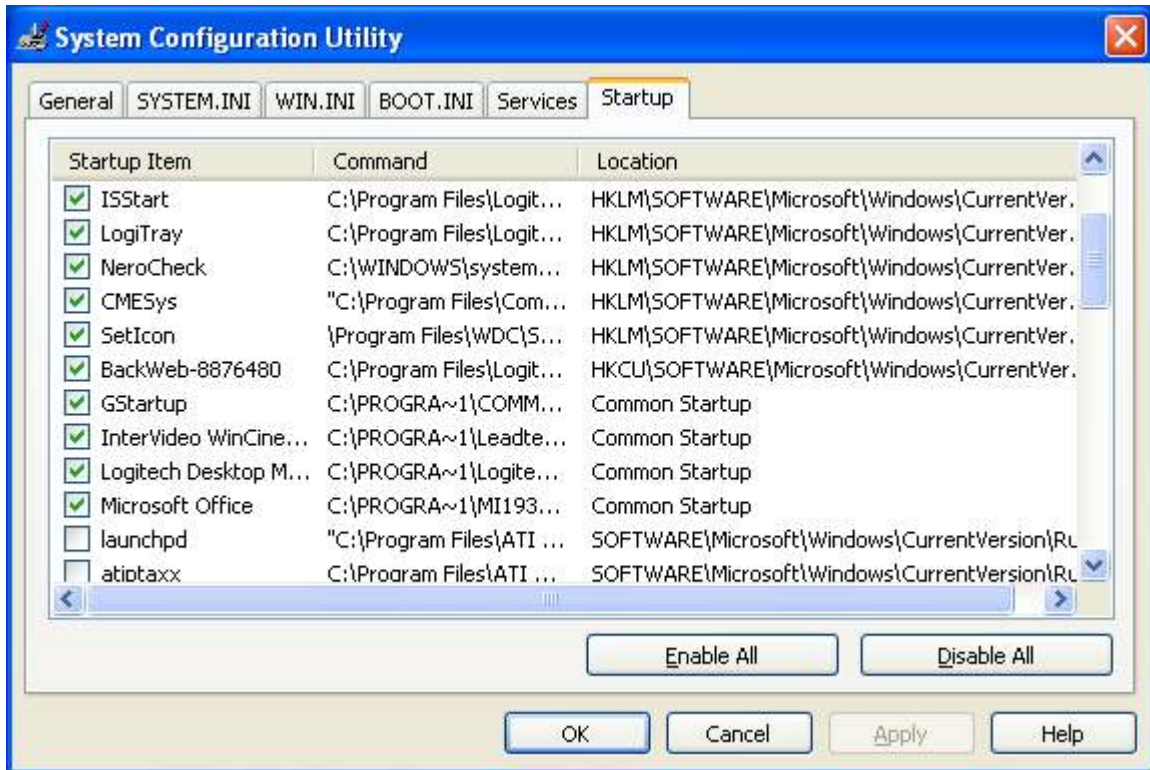 System Configuration Utility
General SYSTEM.INI WIN.INI BOOT.INI Services Startup
Startup Item Command Location
ISStart C:\Program Files\Logit... HKLM\SOFTWARE\Microsoft\Windows\CurrentVer.
LogiTray C:\Program Files\Logit... HKLM\SOFTWARE\Microsoft\Windows\CurrentVer.
NeroCheck C:\WINDOWS\system... HKLM\SOFTWARE\Microsoft\Windows\CurrentVer.
CMESys "C:\Program Files\Com... HKLM\SOFTWARE\Microsoft\Windows\CurrentVer.
SetIcon \Program Files\WDC\S... HKLM\SOFTWARE\Microsoft\Windows\CurrentVer.
BackWeb-8876480 C:\Program Files\Logit... HKCU\SOFTWARE\Microsoft\Windows\CurrentVer.
GStartup C:\PROGRA~1\COMM... Common Startup
InterVideo WinCine... C:\PROGRA~1\Leadte... Common Startup
Logitech Desktop M... C:\PROGRA~1\Logite... Common Startup
Microsoft Office C:\PROGRA~1\MI193... Common Startup
launchpd "C:\Program Files\ATI ... SOFTWARE\Microsoft\Windows\CurrentVersion\Ru
atiptaxx C:\Program Files\ATI ... SOFTWARE\Microsoft\Windows\CurrentVersion\Ru
Enable All Disable All
OK Cancel Apply Help